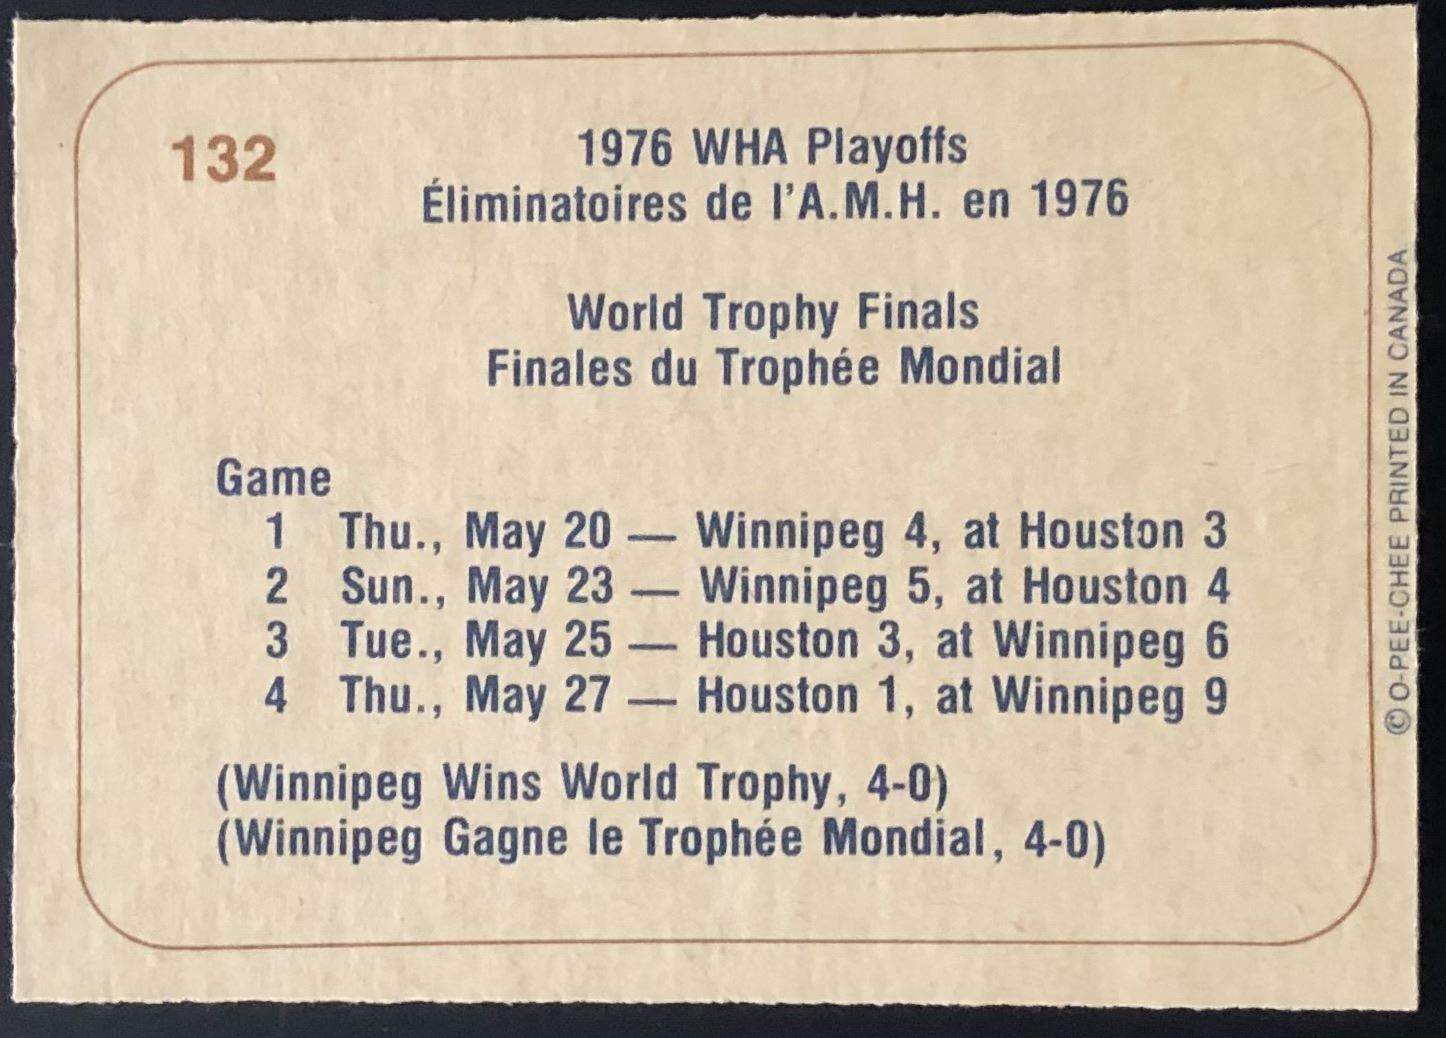 132
1976 WHA Playoffs
Éliminatoires de l'A.M.H. en 1976
World Trophy Finals
Finales du Trophée Mondial
Game
1 Thu., May 20 — Winnipeg 4, at Houston 3
2 Sun., May 23 — Winnipeg 5, at Houston 4
3 Tue., May 25 — Houston 3, at Winnipeg 6
4 Thu., May 27 — Houston 1, at Winnipeg 9
(Winnipeg Wins World Trophy, 4-0)
(Winnipeg Gagne le Trophée Mondial, 4-0)
© O-PEE-CHEE PRINTED IN CANADA